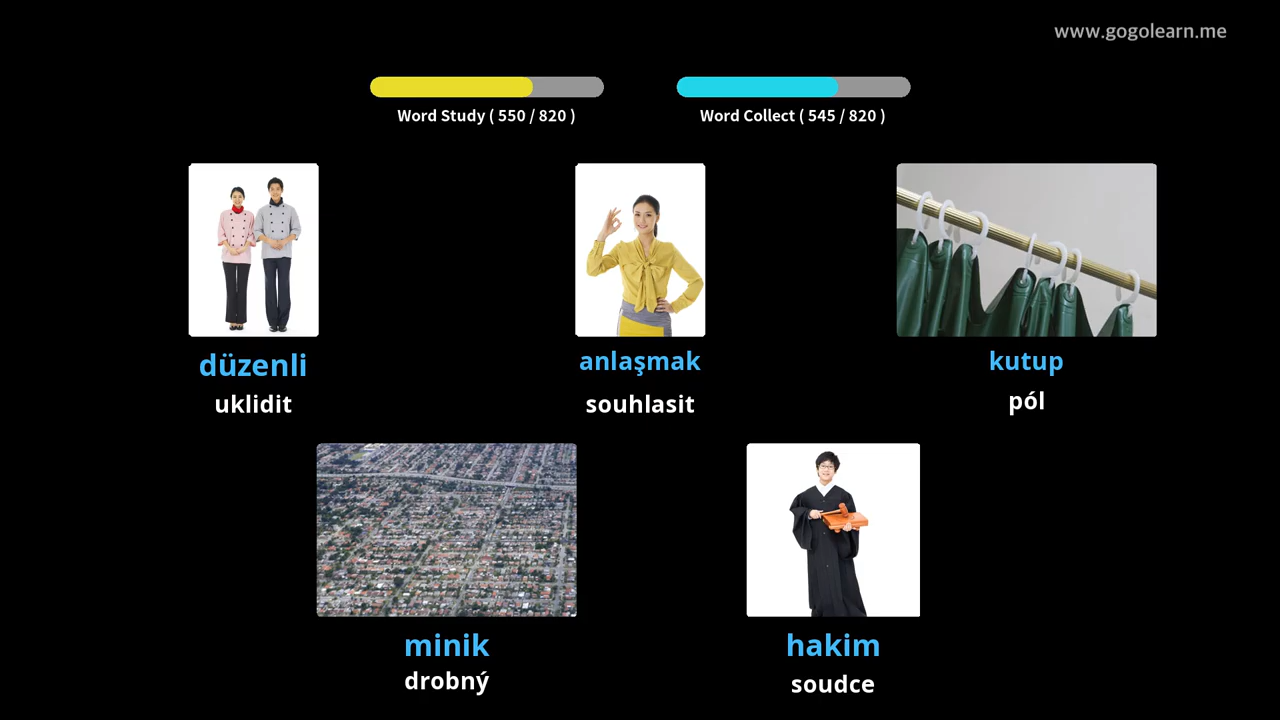 www.gogolearn.me
Word Study ( 550 / 820 )
Word Collect ( 545 / 820 )
düzenli
uklidit
anlaşmak
souhlasit
kutup
pól
minik
drobný
hakim
soudce